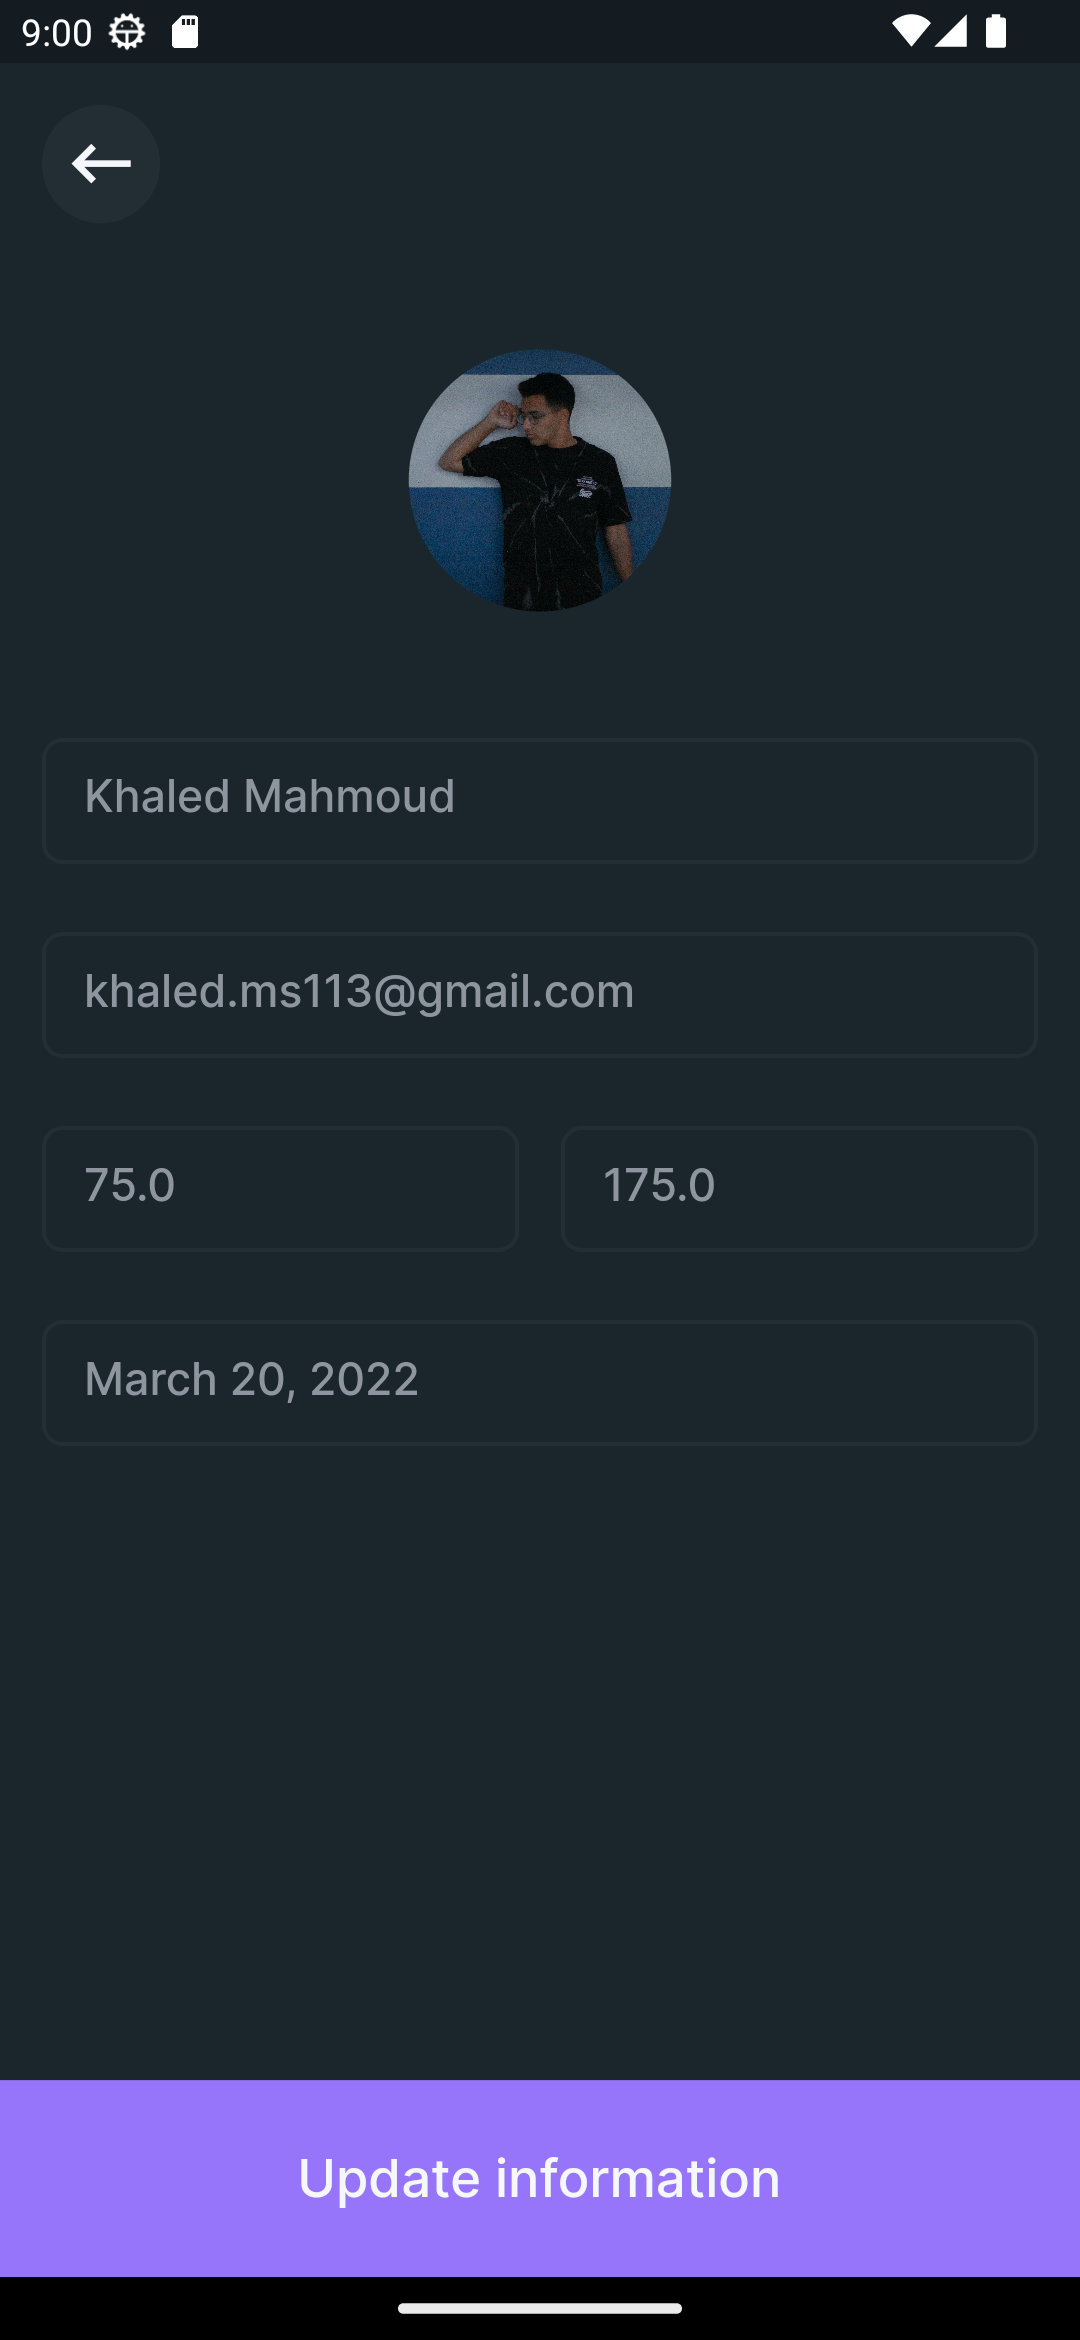 9:00
Khaled Mahmoud
khaled.ms113@gmail.com
75.0
175.0
March 20, 2022
Update information